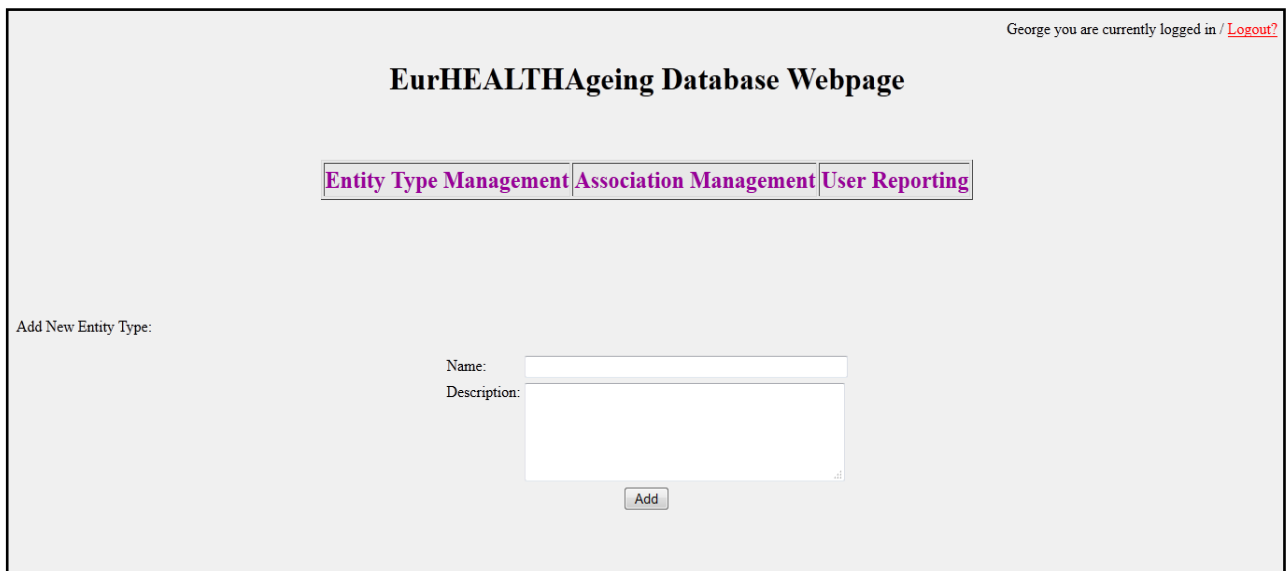 George you are currently logged in / Logout?
EurHEALTHAgeing Database Webpage
Entity Type Management Association Management User Reporting
Add New Entity Type:
Name:
Description:
Add